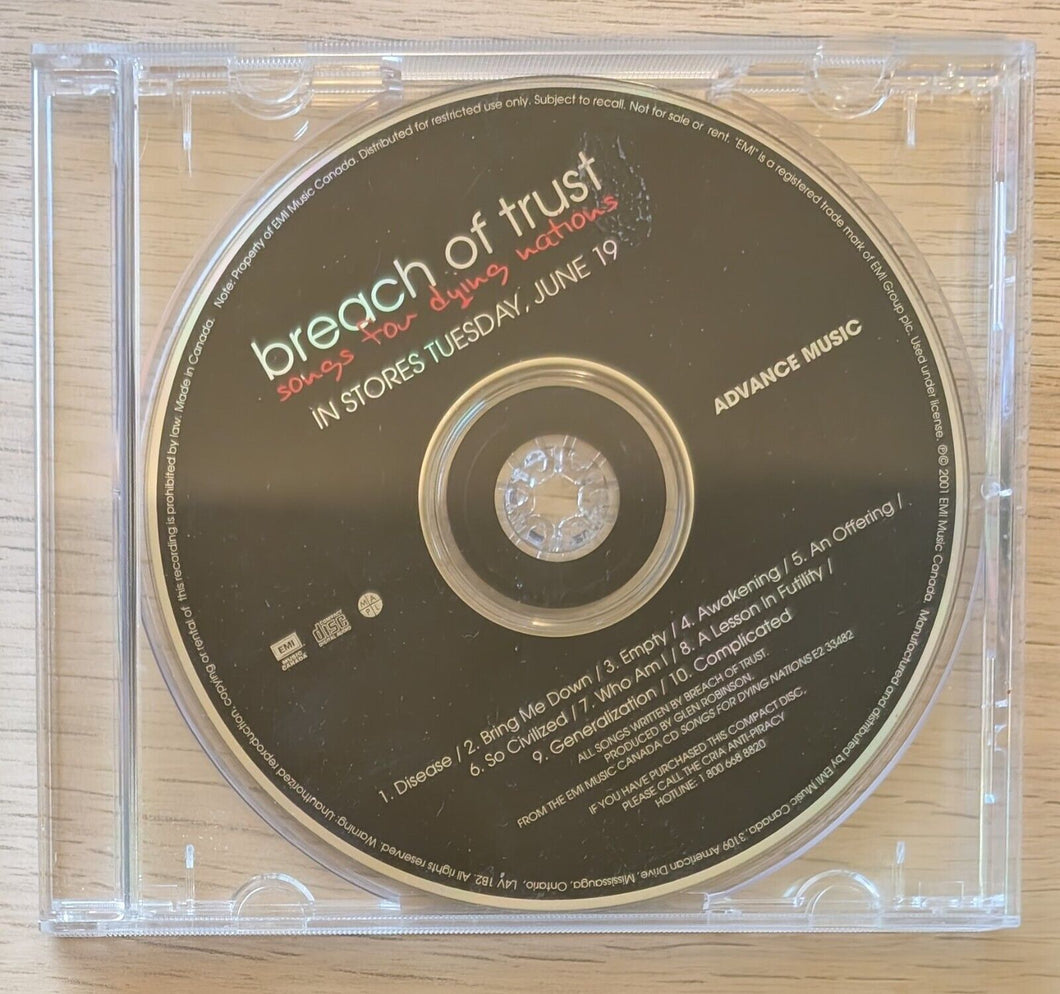 breach of trust
songs for dying nations
IN STORES TUESDAY, JUNE 19
ADVANCE MUSIC
EMI
MUSIC
CANADA
COMPACT
disc
DIGITAL AUDIO
M A
P L
1. Disease / 2. Bring Me Down / 3. Empty / 4. Awakening / 5. An Offering /
6. So Civilized / 7. Who Am I / 8. A Lesson In Futility /
9. Generalization / 10. Complicated
ALL SONGS WRITTEN BY BREACH OF TRUST.
PRODUCED BY GLEN ROBINSON.
FROM THE EMI MUSIC CANADA CD SONGS FOR DYING NATIONS E2 33482
IF YOU HAVE PURCHASED THIS COMPACT DISC,
PLEASE CALL THE CRIA ANTI-PIRACY
HOTLINE: 1 800 668 8820
Note: Property of EMI Music Canada. Distributed for restricted use only. Subject to recall. Not for sale or rent. "EMI" is a registered trade mark of EMI Group plc. Used under license. ℗© 2001 EMI Music Canada. Manufactured and distributed by EMI Music Canada, 3109 American Drive, Mississauga, Ontario, L4V 1B2. All rights reserved. Warning: Unauthorized reproduction, copying or rental of this recording is prohibited by law. Made in Canada.